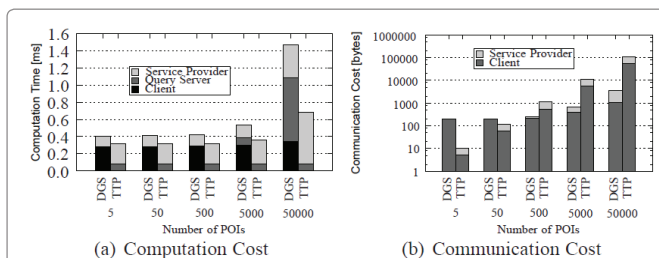 Computation Time [ms]
1.6
1.4
1.2
1.0
0.8
0.6
0.4
0.2
0.0
Service Provider
Query Server
Client
DGS TTP DGS TTP DGS TTP DGS TTP DGS TTP
5 50 500 5000 50000
Number of POIs
(a) Computation Cost
Communication Cost [bytes]
1000000
100000
10000
1000
100
10
1
Service Provider
Client
DGS TTP DGS TTP DGS TTP DGS TTP DGS TTP
5 50 500 5000 50000
Number of POIs
(b) Communication Cost